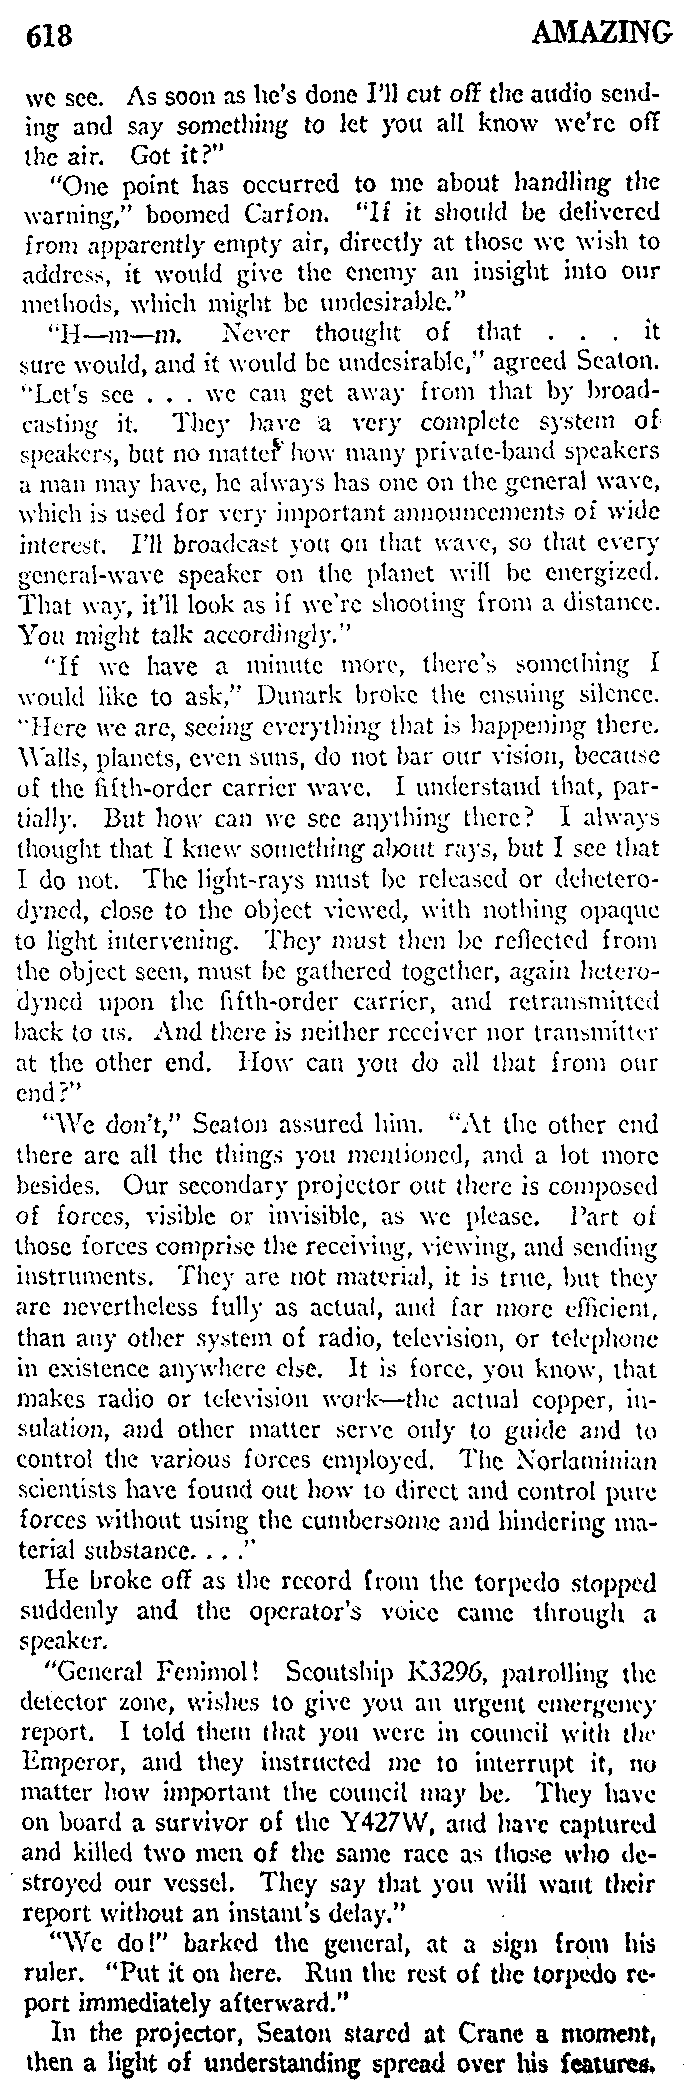 618 AMAZING
we see. As soon as he's done I'll cut off the audio send-
ing and say something to let you all know we're off
the air. Got it?"
"One point has occurred to me about handling the
warning," boomed Carfon. "If it should be delivered
from apparently empty air, directly at those we wish to
address, it would give the enemy an insight into our
methods, which might be undesirable."
"H—m—m. Never thought of that . . . it
sure would, and it would be undesirable," agreed Seaton.
"Let's see . . . we can get away from that by broad-
casting it. They have a very complete system of
speakers, but no matter how many private-band speakers
a man may have, he always has one on the general wave,
which is used for very important announcements of wide
interest. I'll broadcast you on that wave, so that every
general-wave speaker on the planet will be energized.
That way, it'll look as if we're shooting from a distance.
You might talk accordingly."
"If we have a minute more, there's something I
would like to ask," Dunark broke the ensuing silence.
"Here we are, seeing everything that is happening there.
Walls, planets, even suns, do not bar our vision, because
of the fifth-order carrier wave. I understand that, par-
tially. But how can we see anything there? I always
thought that I knew something about rays, but I see that
I do not. The light-rays must be released or dehetero-
dyned, close to the object viewed, with nothing opaque
to light intervening. They must then be reflected from
the object seen, must be gathered together, again hetero-
dyned upon the fifth-order carrier, and retransmitted
back to us. And there is neither receiver nor transmitter
at the other end. How can you do all that from our
end?"
"We don't," Seaton assured him. "At the other end
there are all the things you mentioned, and a lot more
besides. Our secondary projector out there is composed
of forces, visible or invisible, as we please. Part of
those forces comprise the receiving, viewing, and sending
instruments. They are not material, it is true, but they
are nevertheless fully as actual, and far more efficient,
than any other system of radio, television, or telephone
in existence anywhere else. It is force, you know, that
makes radio or television work—the actual copper, in-
sulation, and other matter serve only to guide and to
control the various forces employed. The Norlaminian
scientists have found out how to direct and control pure
forces without using the cumbersome and hindering ma-
terial substance. . . ."
He broke off as the record from the torpedo stopped
suddenly and the operator's voice came through a
speaker.
"General Fenimol! Scoutship K3296, patrolling the
detector zone, wishes to give you an urgent emergency
report. I told them that you were in council with the
Emperor, and they instructed me to interrupt it, no
matter how important the council may be. They have
on board a survivor of the Y427W, and have captured
and killed two men of the same race as those who de-
stroyed our vessel. They say that you will want their
report without an instant's delay."
"We do!" barked the general, at a sign from his
ruler. "Put it on here. Run the rest of the torpedo re-
port immediately afterward."
In the projector, Seaton stared at Crane a moment,
then a light of understanding spread over his features.